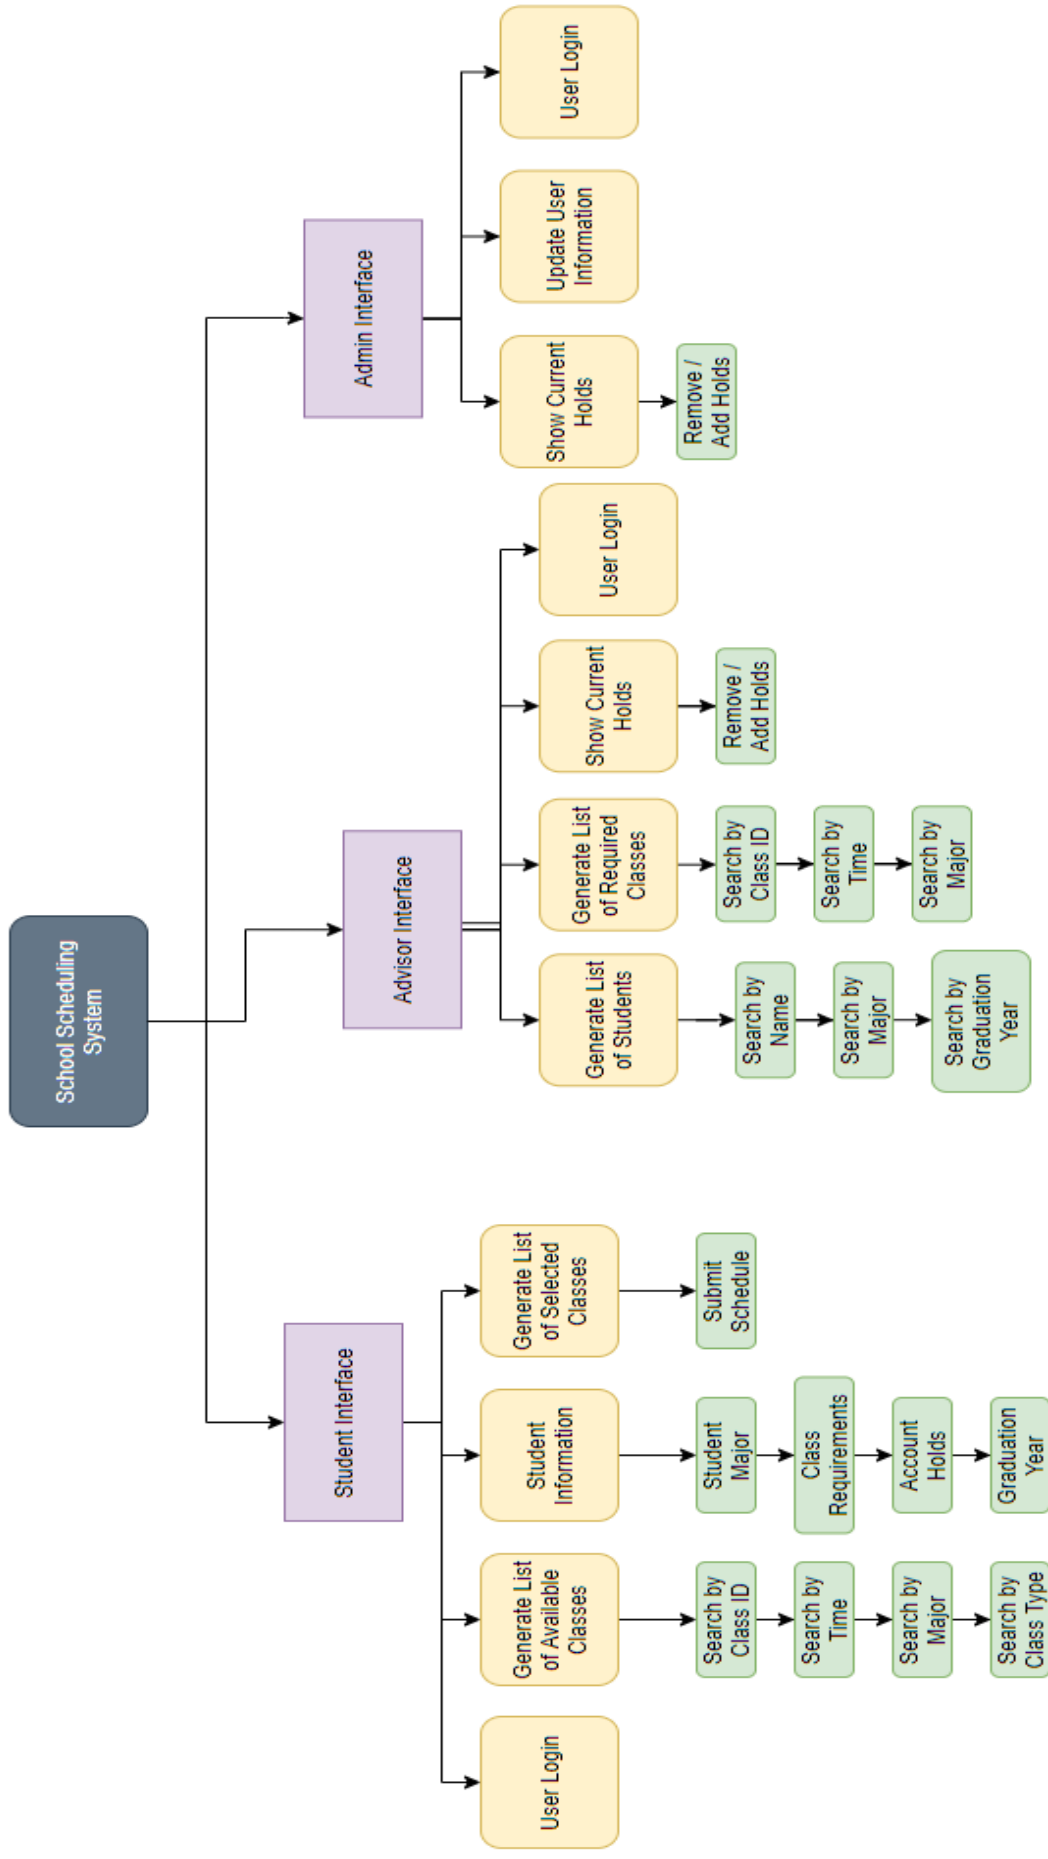 School Scheduling
System
Student Interface
Advisor Interface
Admin Interface
User Login
Generate List
of Available
Classes
Search by
Class ID
Search by
Time
Search by
Major
Search by
Class Type
Student
Information
Student
Major
Class
Requirements
Account
Holds
Graduation
Year
Generate List
of Selected
Classes
Submit
Schedule
Generate List
of Students
Search by
Name
Search by
Major
Search by
Graduation
Year
Generate List
of Required
Classes
Search by
Class ID
Search by
Time
Search by
Major
Show Current
Holds
Remove /
Add Holds
User Login
Show Current
Holds
Remove /
Add Holds
Update User
Information
User Login